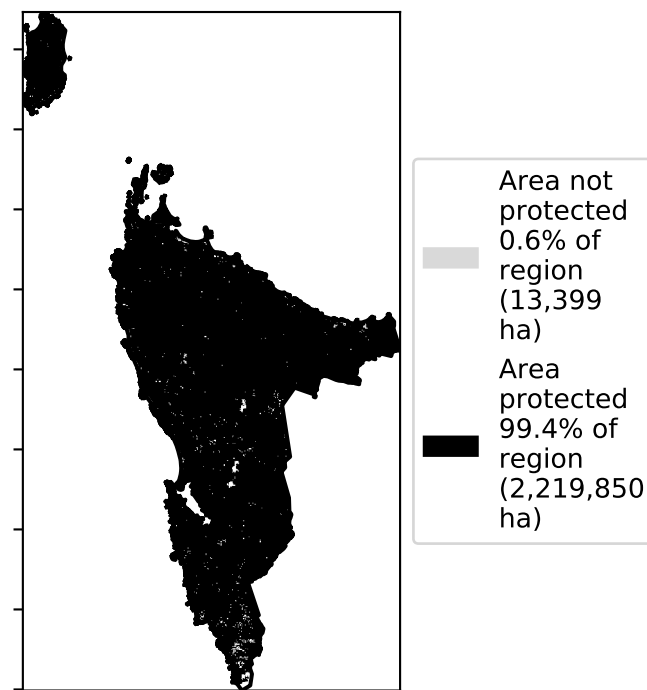 Area not
protected
0.6% of
region
(13,399
ha)
Area
protected
99.4% of
region
(2,219,850
ha)